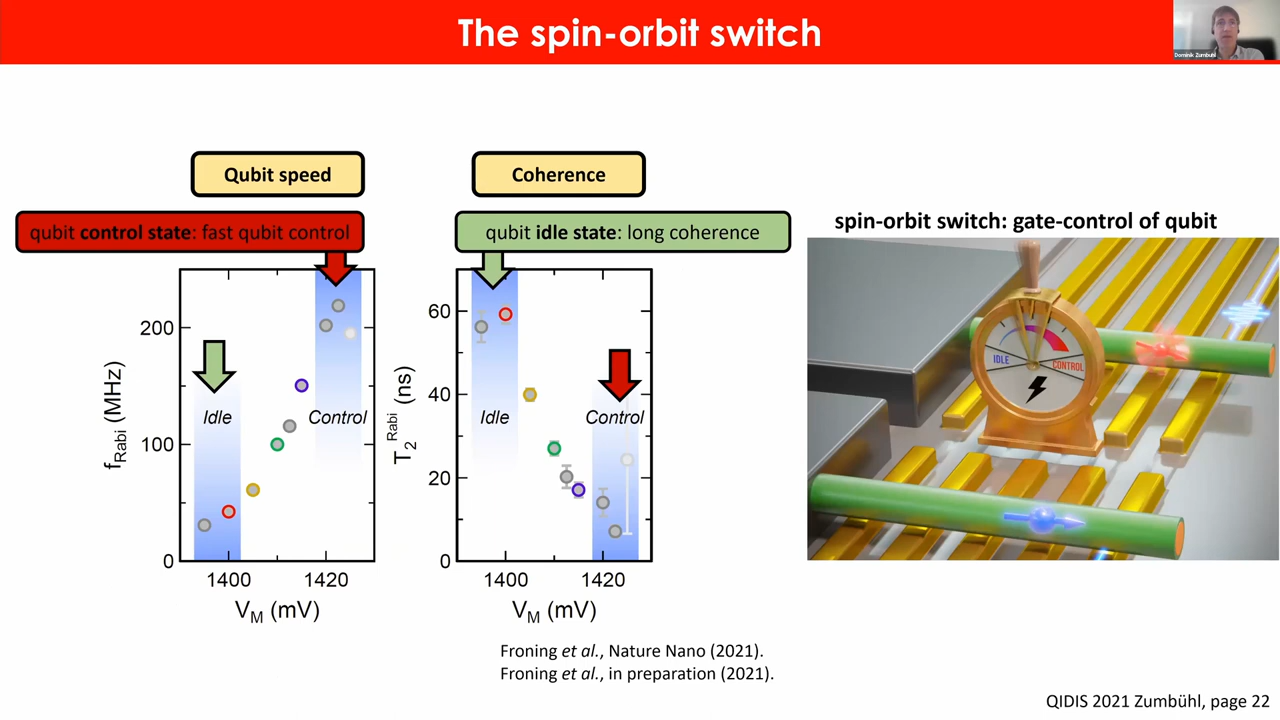 The spin-orbit switch
Dominik Zumbühl
Qubit speed
Coherence
qubit control state: fast qubit control
qubit idle state: long coherence
spin-orbit switch: gate-control of qubit
f_Rabi (MHz)
200
100
0
Idle
Control
1400
1420
V_M (mV)
T_2^Rabi (ns)
60
40
20
0
Idle
Control
1400
1420
V_M (mV)
IDLE
CONTROL
Froning et al., Nature Nano (2021).
Froning et al., in preparation (2021).
QIDIS 2021 Zumbühl, page 22